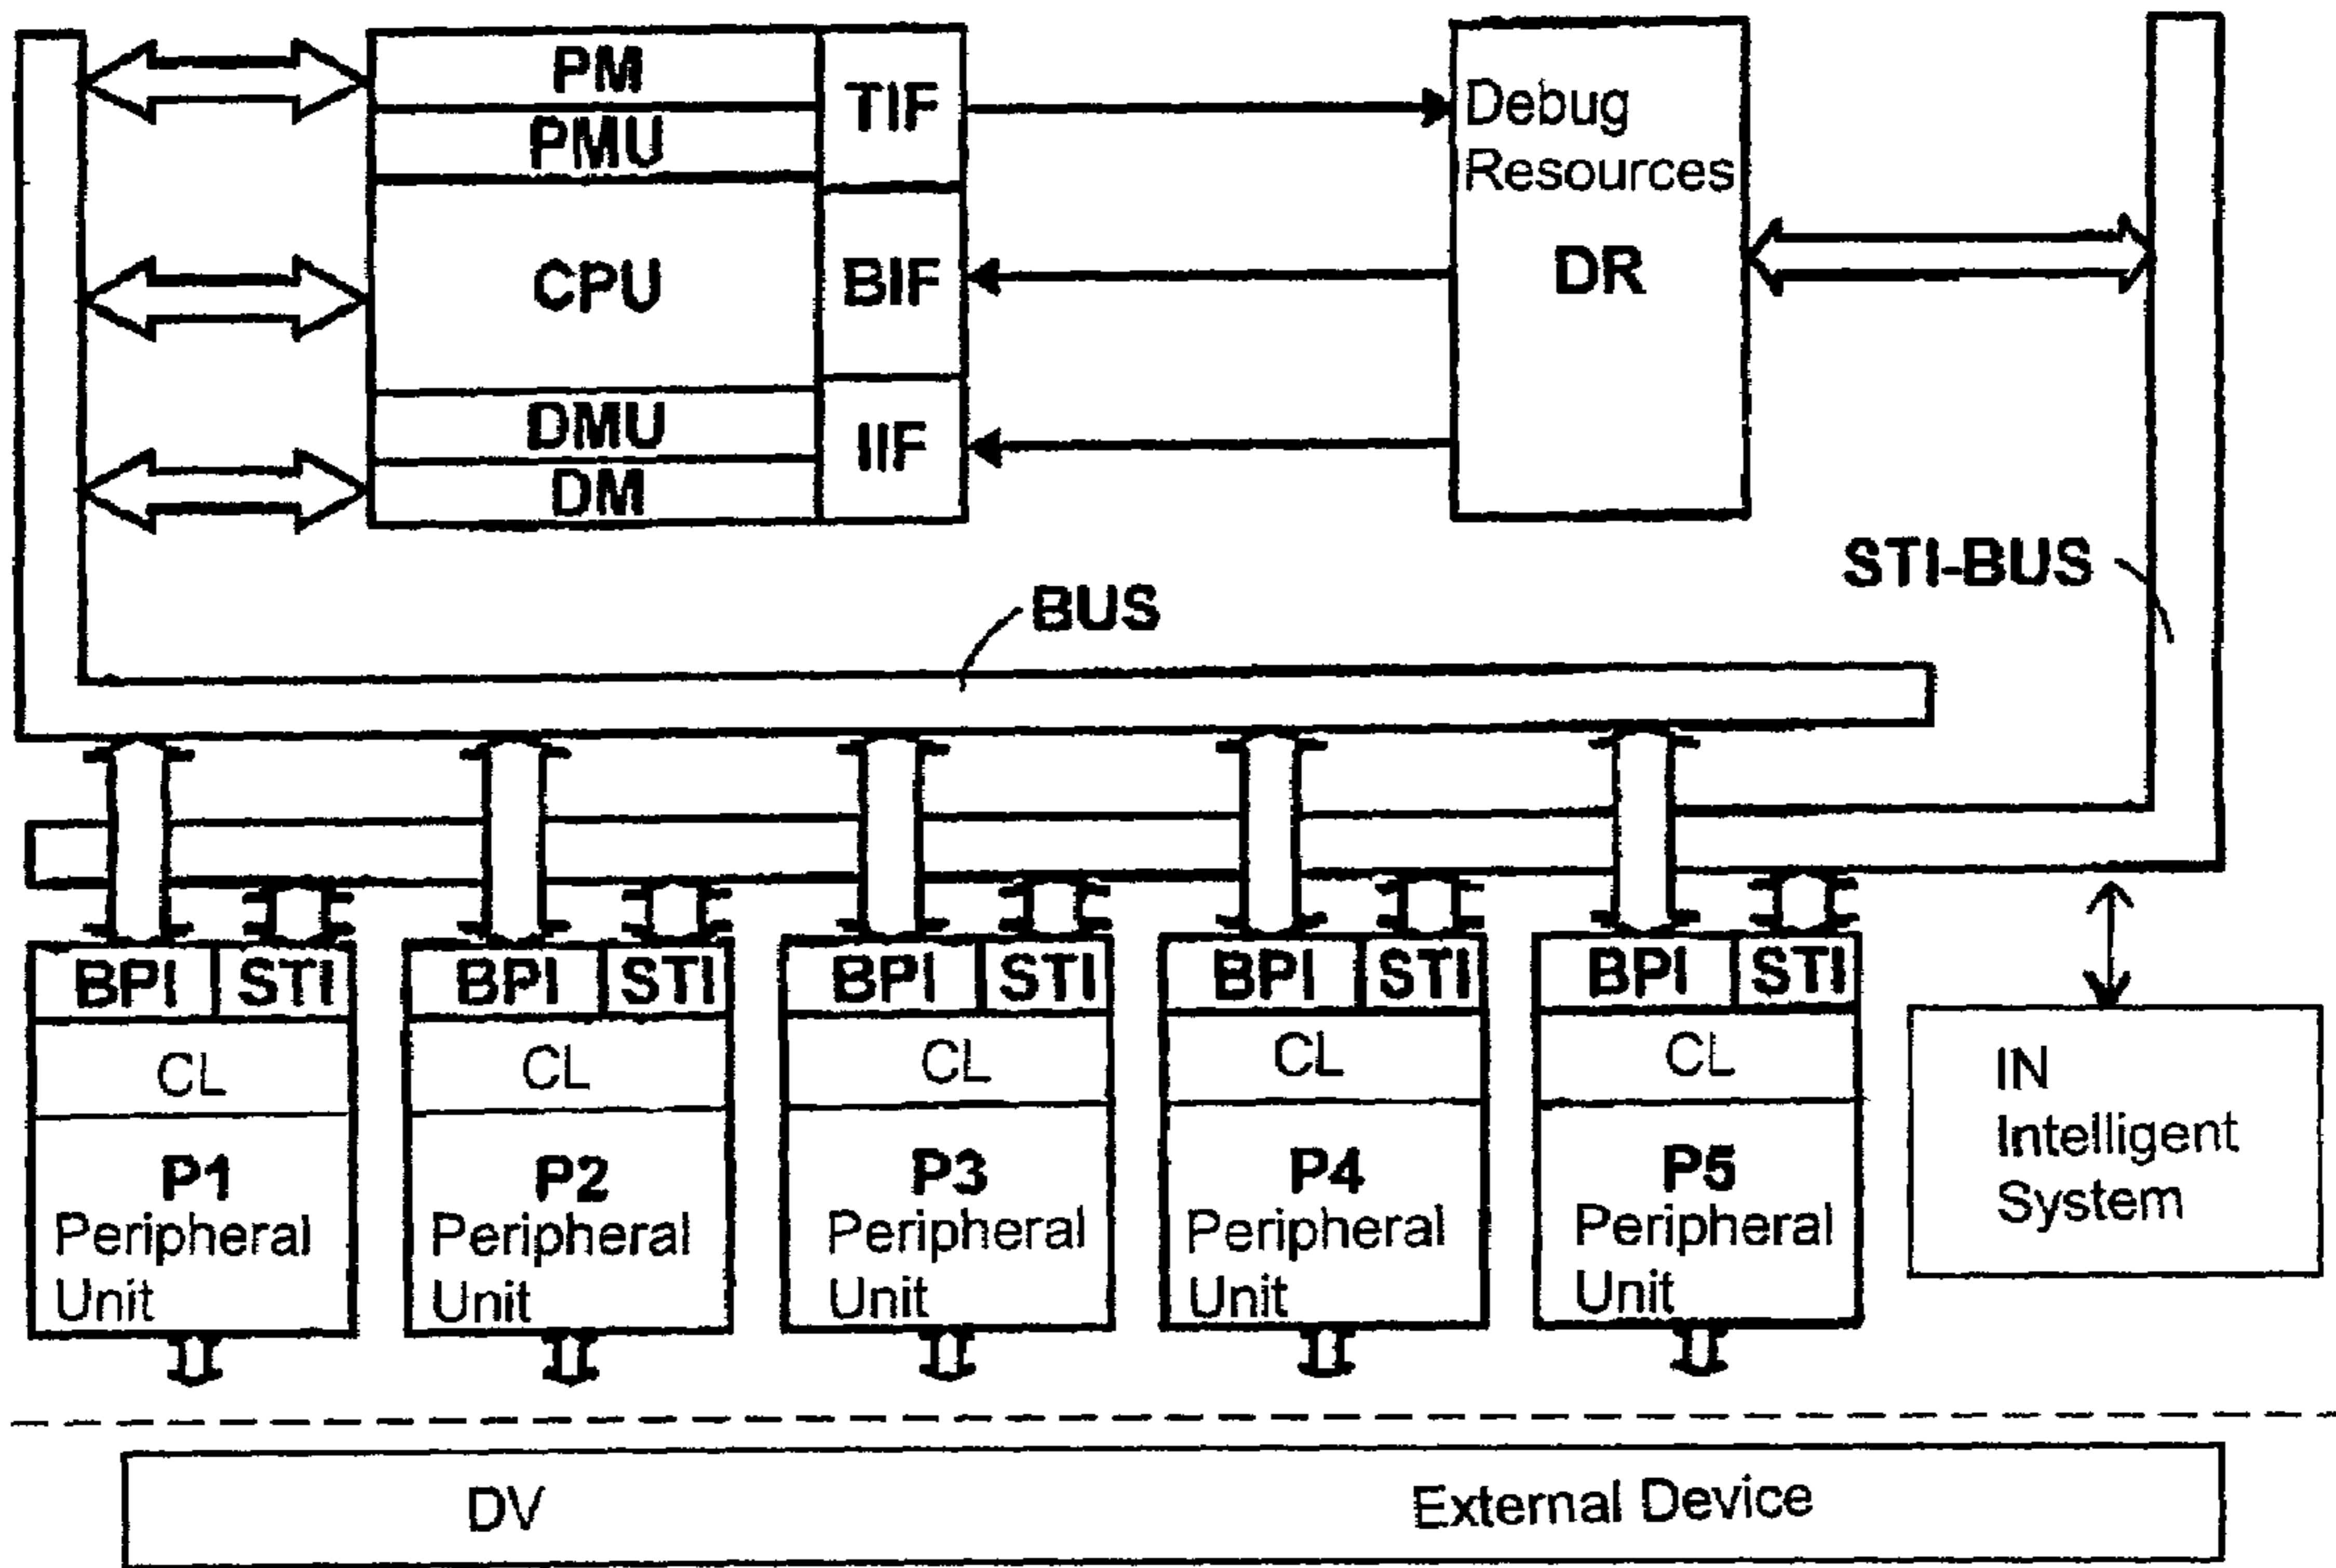 PM
PMU
CPU
DMU
DM
TIF
BIF
IIF
Debug
Resources
DR
STI-BUS
BUS
BPI STI
CL
P1
Peripheral
Unit
BPI STI
CL
P2
Peripheral
Unit
BPI STI
CL
P3
Peripheral
Unit
BPI STI
CL
P4
Peripheral
Unit
BPI STI
CL
P5
Peripheral
Unit
IN
Intelligent
System
DV External Device